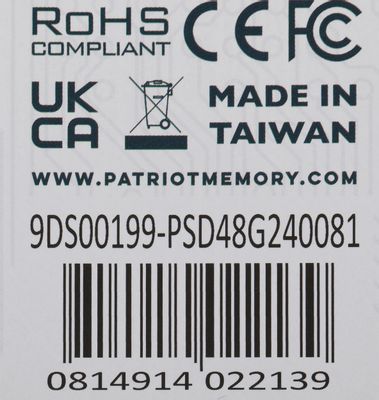 RoHS
COMPLIANT
CE FC
UK
CA
MADE IN
TAIWAN
WWW.PATRIOTMEMORY.COM
9DS00199-PSD48G240081
0814914 022139